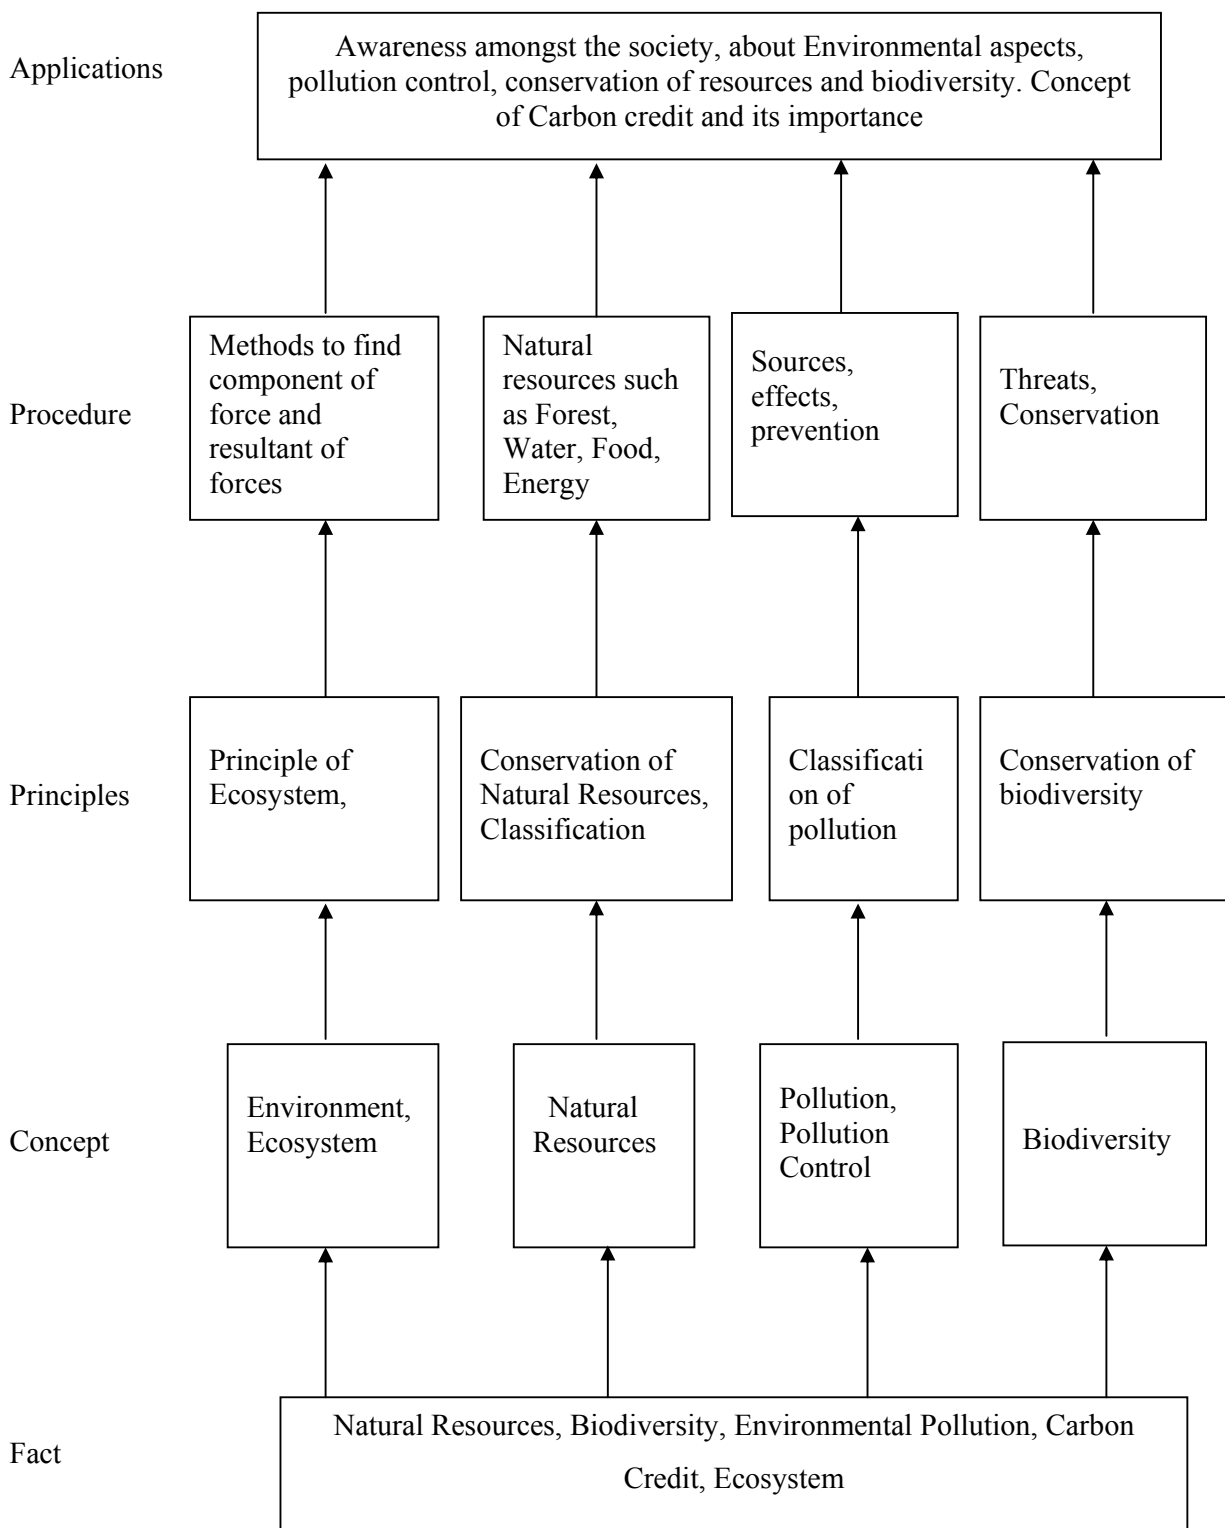 Applications
Awareness amongst the society, about Environmental aspects,
pollution control, conservation of resources and biodiversity. Concept
of Carbon credit and its importance
Procedure
Methods to find
component of
force and
resultant of
forces
Natural
resources such
as Forest,
Water, Food,
Energy
Sources,
effects,
prevention
Threats,
Conservation
Principles
Principle of
Ecosystem,
Conservation of
Natural Resources,
Classification
Classificati
on of
pollution
Conservation of
biodiversity
Concept
Environment,
Ecosystem
Natural
Resources
Pollution,
Pollution
Control
Biodiversity
Fact
Natural Resources, Biodiversity, Environmental Pollution, Carbon
Credit, Ecosystem